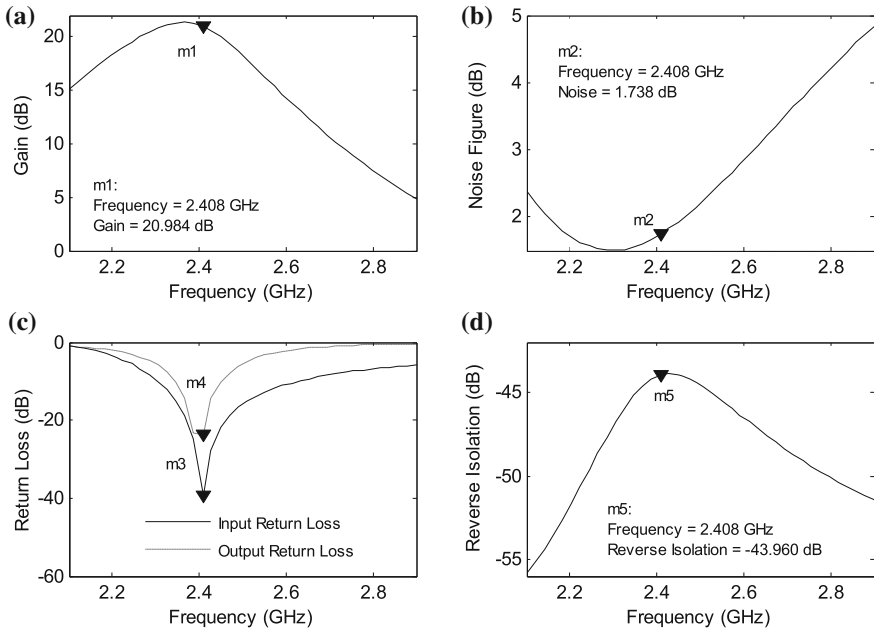 (a)
25
20
15
10
5
0
Gain (dB)
m1
m1:
Frequency = 2.408 GHz
Gain = 20.984 dB
2.2 2.4 2.6 2.8
Frequency (GHz)
(b)
5
4
3
2
Noise Figure (dB)
m2:
Frequency = 2.408 GHz
Noise = 1.738 dB
m2
2.2 2.4 2.6 2.8
Frequency (GHz)
(c)
0
-20
-40
-60
Return Loss (dB)
m4
m3
Input Return Loss
Output Return Loss
2.2 2.4 2.6 2.8
Frequency (GHz)
(d)
-45
-50
-55
Reverse Isolation (dB)
m5
m5:
Frequency = 2.408 GHz
Reverse Isolation = -43.960 dB
2.2 2.4 2.6 2.8
Frequency (GHz)